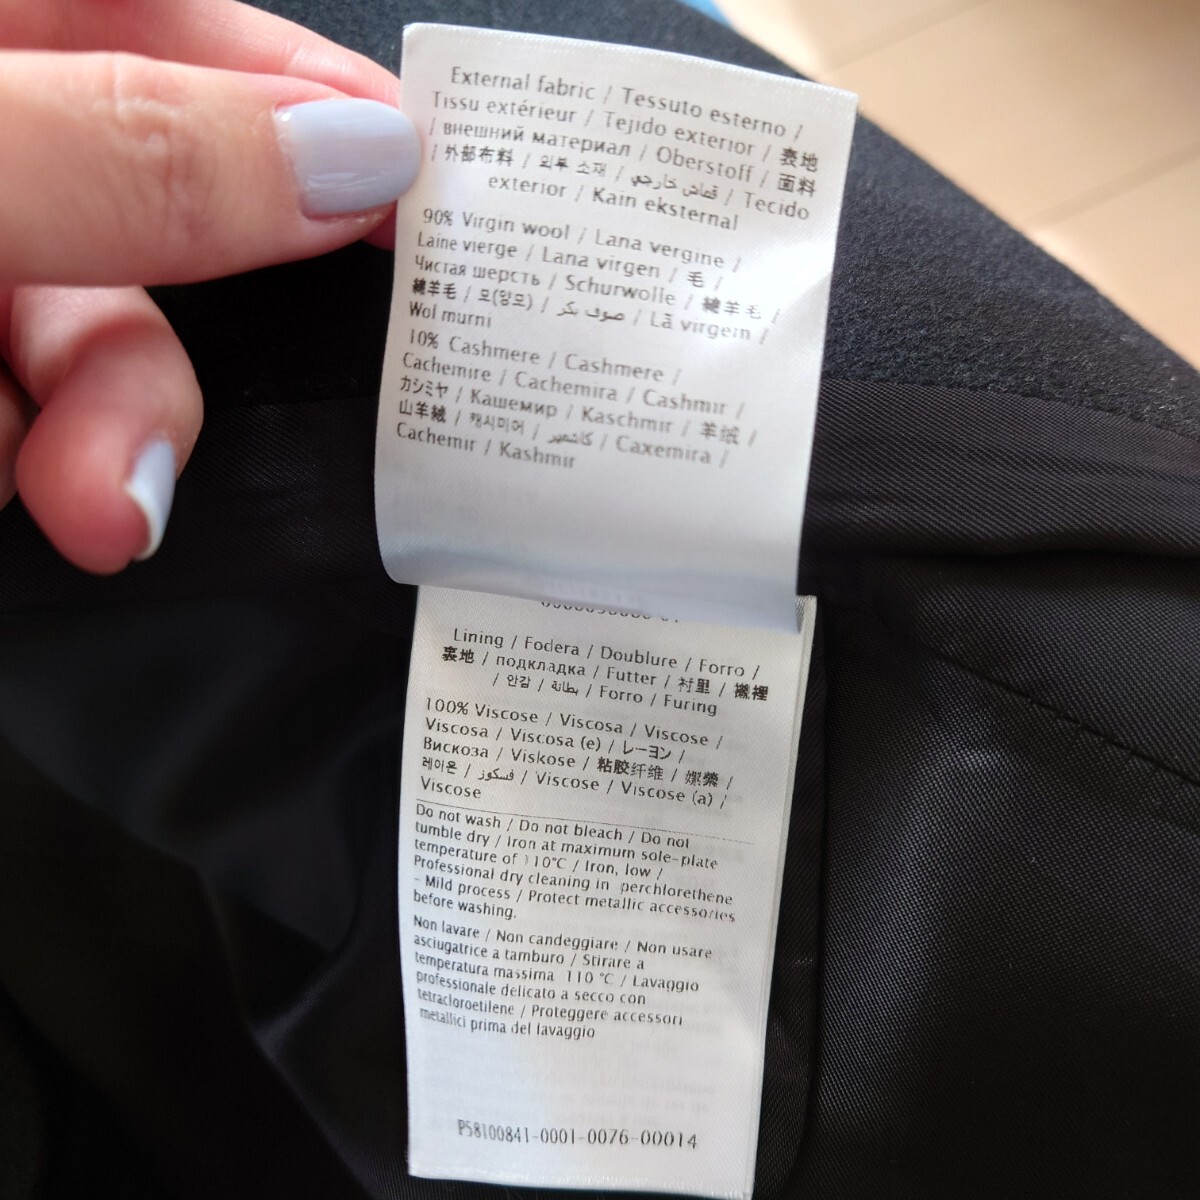 External fabric / Tessuto esterno /
Tissu extérieur / Tejido exterior / 表地
/ внешний материал / Oberstoff / 面料
/ 外部布料 / 외부 소재 / قماش خارجي / Tecido
exterior / Kain eksternal
90% Virgin wool / Lana vergine /
Laine vierge / Lana virgen / 毛 /
Чистая шерсть / Schurwolle / 纯羊毛 /
純羊毛 / 모(양모) / صوف بكر / Lã virgem /
Wol murni
10% Cashmere / Cashmere /
Cachemire / Cachemira / Cashmir /
カシミヤ / Кашемир / Kaschmir / 羊绒 /
山羊絨 / 캐시미어 / كاشمير / Caxemira /
Cachemir / Kashmir
Lining / Fodera / Doublure / Forro /
裏地 / подкладка / Futter / 衬里 / 襯裡
/ 안감 / بطانة / Forro / Furing
100% Viscose / Viscosa / Viscose /
Viscosa / Viscosa (e) / レーヨン /
Вискоза / Viskose / 粘胶纤维 / 嫘縈 /
레이온 / فسكوز / Viscose / Viscose (a) /
Viscose
Do not wash / Do not bleach / Do not
tumble dry / Iron at maximum sole-plate
temperature of 110°C / Iron, low /
Professional dry cleaning in perchlorethene
- Mild process / Protect metallic accessories
before washing.
Non lavare / Non candeggiare / Non usare
asciugatrice a tamburo / Stirare a
temperatura massima 110 °C / Lavaggio
professionale delicato a secco con
tetracloroetilene / Proteggere accessori
metallici prima del lavaggio
P58100841-0001-0076-00014